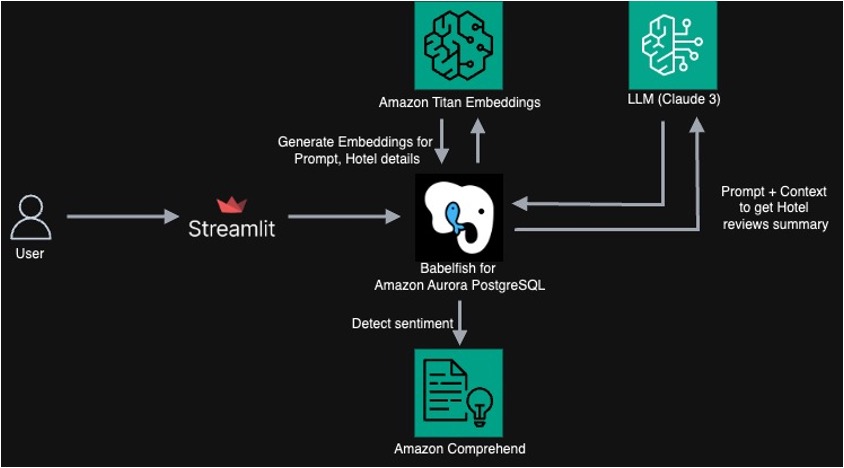 Amazon Titan Embeddings
LLM (Claude 3)
Generate Embeddings for
Prompt, Hotel details
Prompt + Context
to get Hotel
reviews summary
Streamlit
User
Babelfish for
Amazon Aurora PostgreSQL
Detect sentiment
Amazon Comprehend